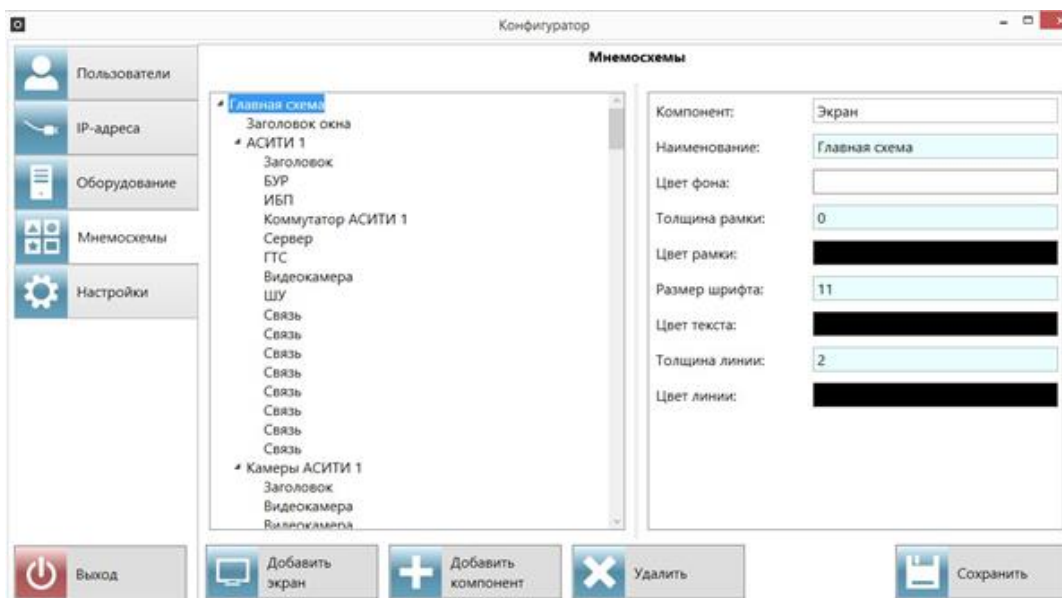 Конфигуратор
Пользователи
IP-адреса
Оборудование
Мнемосхемы
Настройки
Выход
Мнемосхемы
Главная схема
Заголовок окна
АСИТИ 1
Заголовок
БУР
ИБП
Коммутатор АСИТИ 1
Сервер
ГТС
Видеокамера
ШУ
Связь
Связь
Связь
Связь
Связь
Связь
Связь
Связь
Камеры АСИТИ 1
Заголовок
Видеокамера
Видеокамера
Компонент: Экран
Наименование: Главная схема
Цвет фона:
Толщина рамки: 0
Цвет рамки:
Размер шрифта: 11
Цвет текста:
Толщина линии: 2
Цвет линии:
Добавить
экран
Добавить
компонент
Удалить
Сохранить